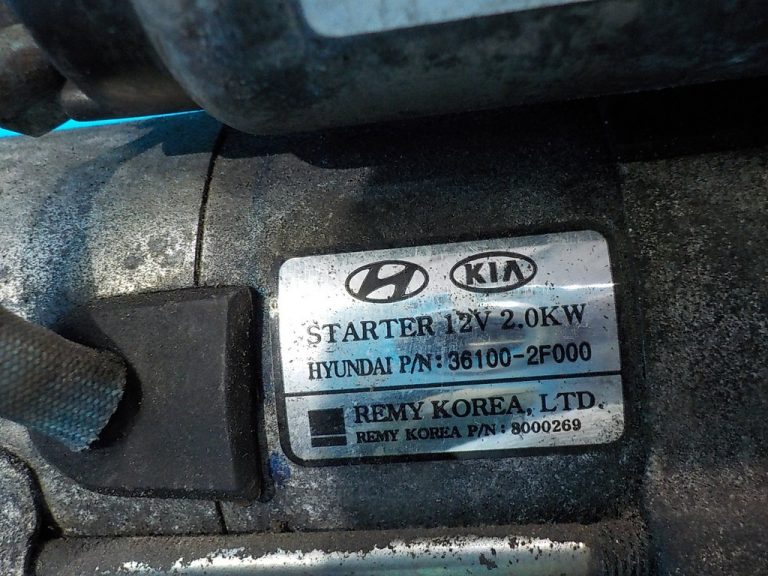 KIA
STARTER 12V 2.0KW
HYUNDAI P/N: 36100-2F000
REMY KOREA, LTD.
REMY KOREA P/N : 8000269